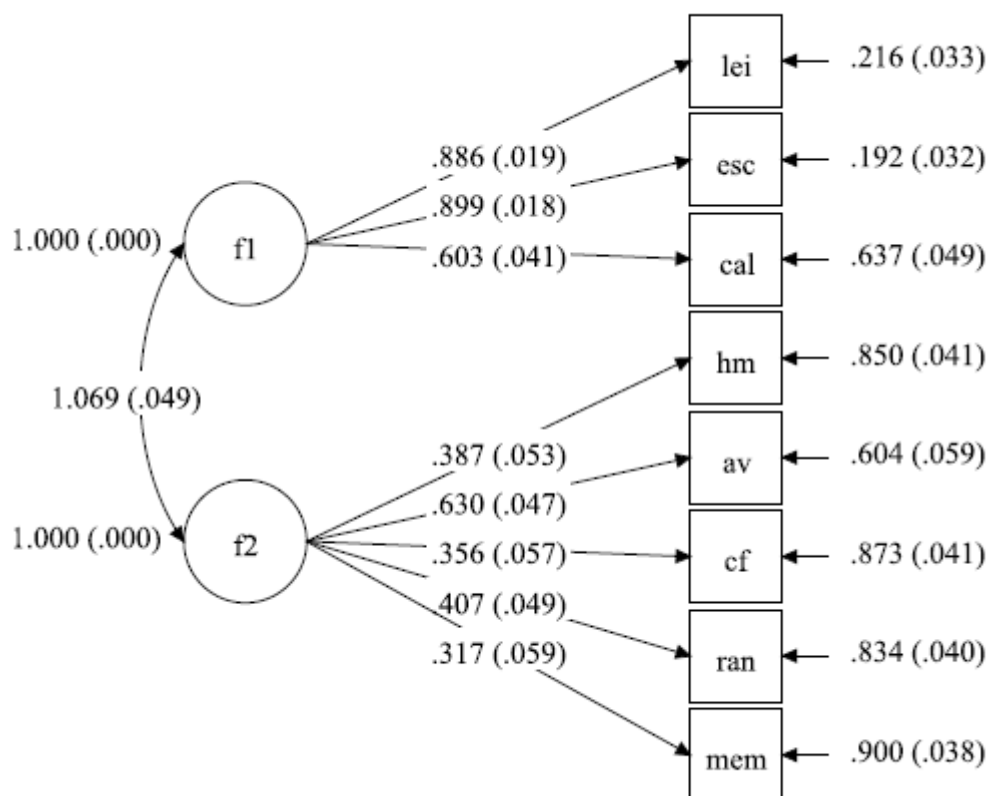 lei
.216 (.033)
.886 (.019)
esc
.192 (.032)
.899 (.018)
1.000 (.000)
f1
.603 (.041)
cal
.637 (.049)
hm
.850 (.041)
1.069 (.049)
.387 (.053)
av
.604 (.059)
.630 (.047)
1.000 (.000)
f2
.356 (.057)
cf
.873 (.041)
.407 (.049)
.317 (.059)
ran
.834 (.040)
mem
.900 (.038)